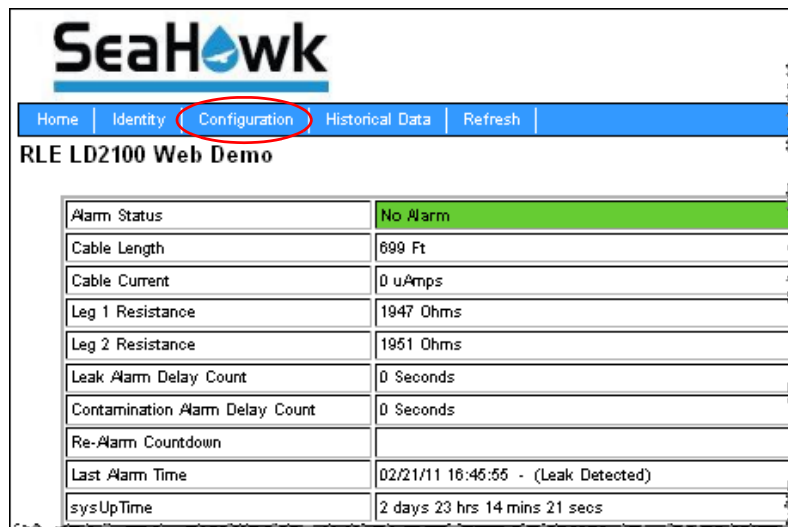 SeaHawk
Home | Identity | Configuration | Historical Data | Refresh |
RLE LD2100 Web Demo
Alarm Status No Alarm
Cable Length 699 Ft
Cable Current 0 uAmps
Leg 1 Resistance 1947 Ohms
Leg 2 Resistance 1951 Ohms
Leak Alarm Delay Count 0 Seconds
Contamination Alarm Delay Count 0 Seconds
Re-Alarm Countdown
Last Alarm Time 02/21/11 16:45:55 - (Leak Detected)
sysUpTime 2 days 23 hrs 14 mins 21 secs